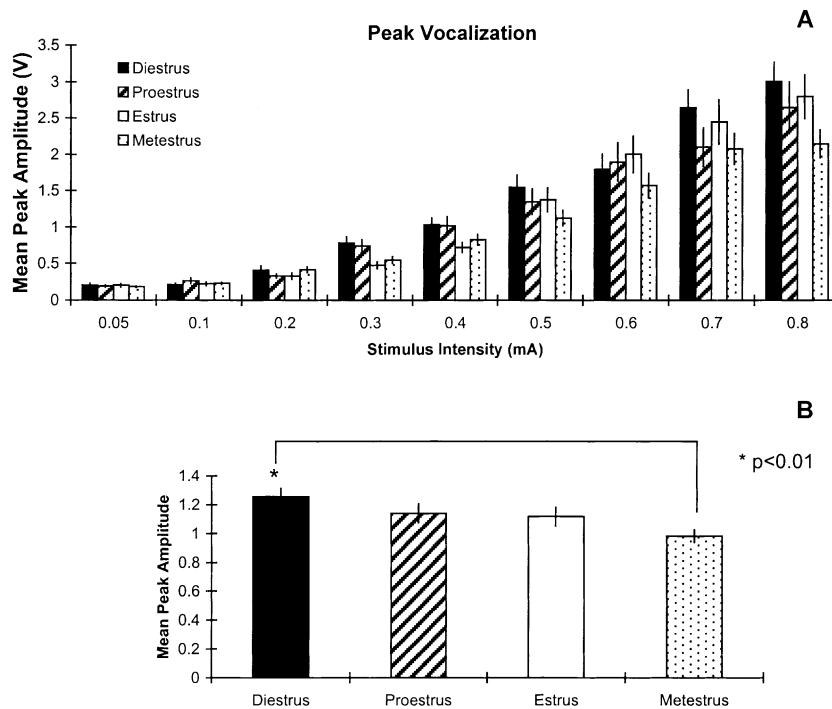 A
Peak Vocalization
Mean Peak Amplitude (V)
3.5
3
2.5
2
1.5
1
0.5
0
Diestrus
Proestrus
Estrus
Metestrus
0.05 0.1 0.2 0.3 0.4 0.5 0.6 0.7 0.8
Stimulus Intensity (mA)
B
* p<0.01
*
Mean Peak Amplitude
1.4
1.2
1
0.8
0.6
0.4
0.2
0
Diestrus Proestrus Estrus Metestrus